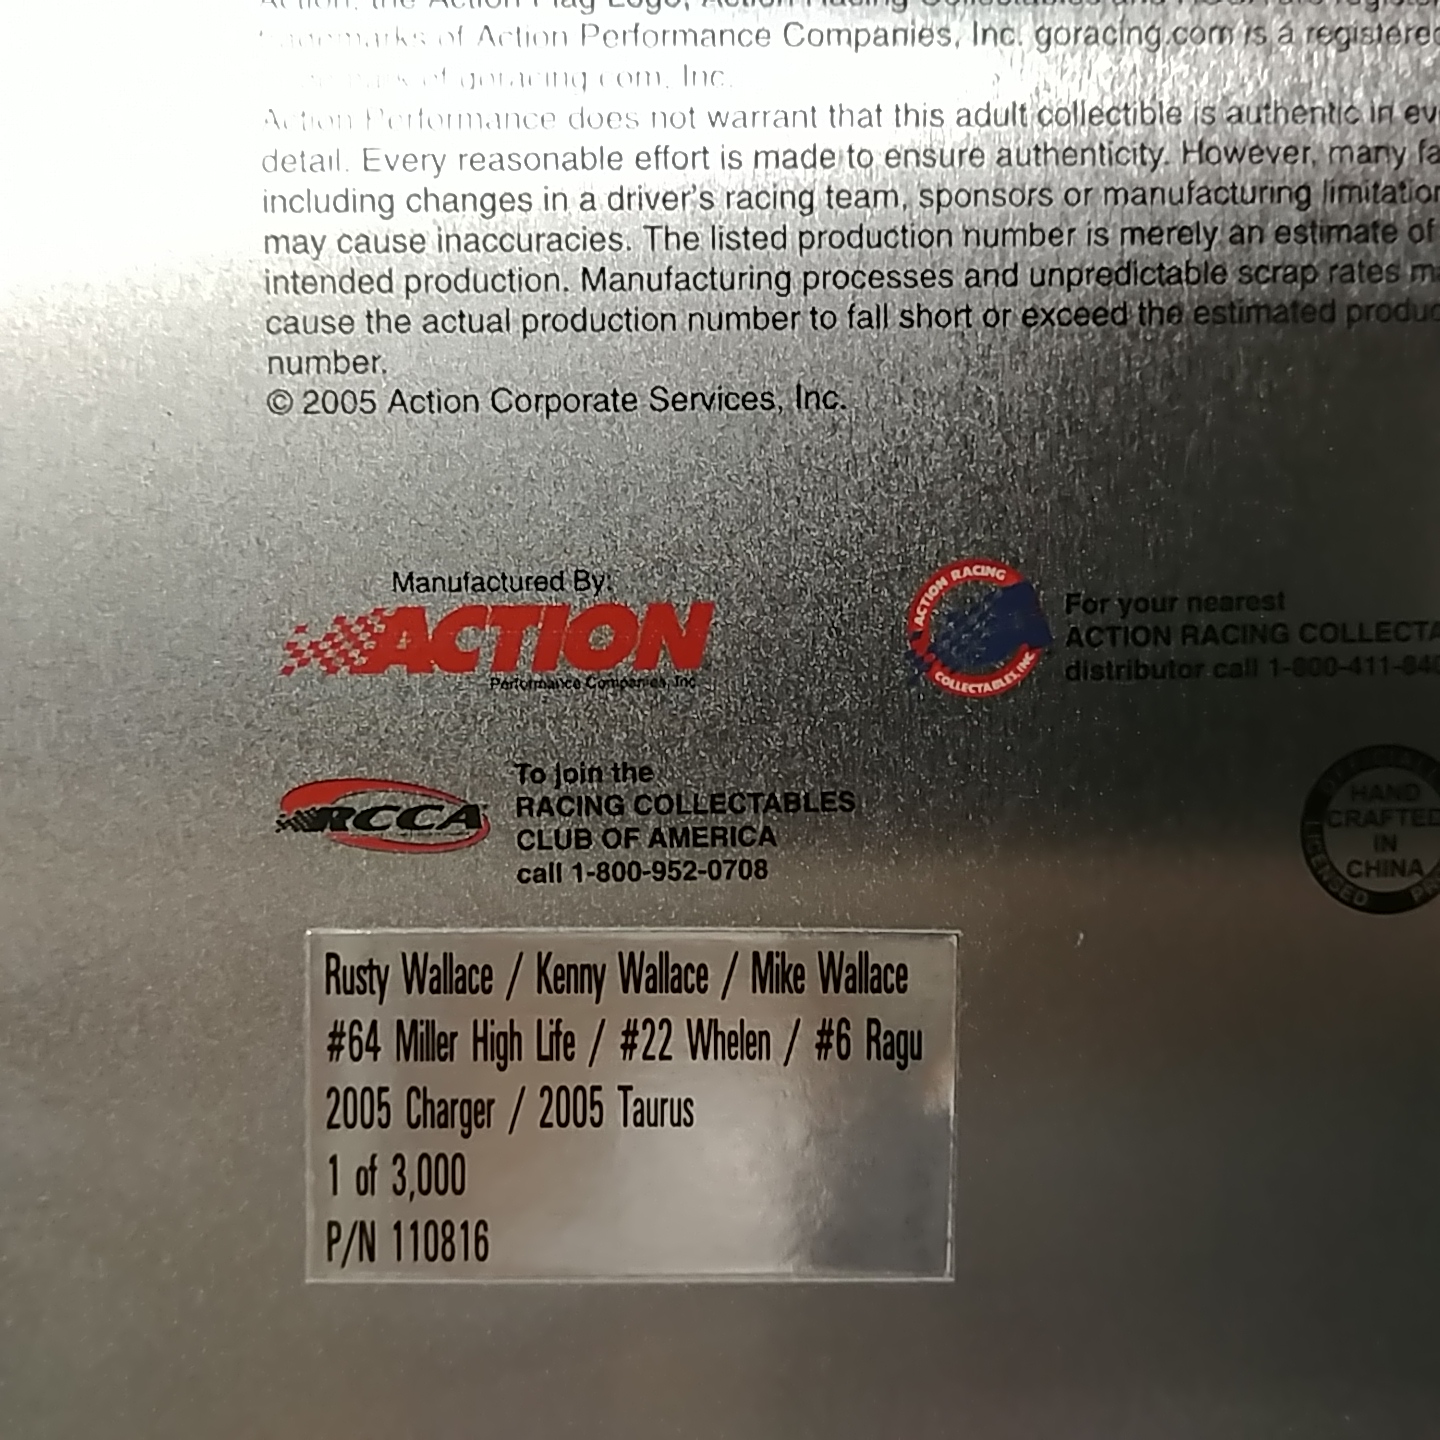 of Action Performance Companies, Inc. goracing.com is a registered
of goracing.com, Inc.
Action Performance does not warrant that this adult collectible is authentic in
detail. Every reasonable effort is made to ensure authenticity. However, many
including changes in a driver's racing team, sponsors or manufacturing
may cause inaccuracies. The listed production number is merely an estimate of
intended production. Manufacturing processes and unpredictable scrap rates
cause the actual production number to fall short or exceed the estimated
number.
© 2005 Action Corporate Services, Inc.
Manufactured By:
ACTION
Performance Companies, Inc.
ACTION RACING
COLLECTABLES, INC.
For your nearest
ACTION RACING
distributor call 1-800-411-840
RCCA
To join the
RACING COLLECTABLES
CLUB OF AMERICA
call 1-800-952-0708
HAND
CRAFTED
IN
CHINA
LICENSED
Rusty Wallace / Kenny Wallace / Mike Wallace
#64 Miller High Life / #22 Whelen / #6 Ragu
2005 Charger / 2005 Taurus
1 of 3,000
P/N 110816